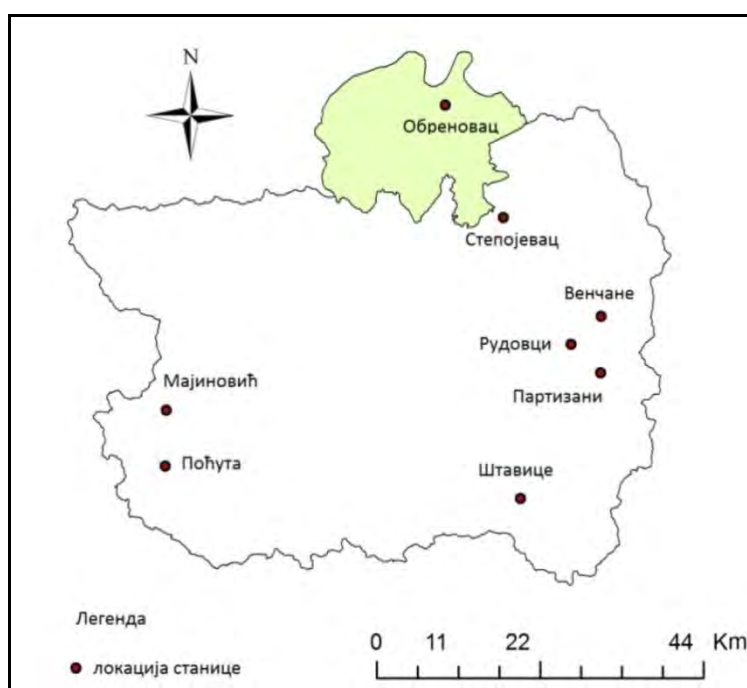 N
Обреновац
Степојевац
Венчане
Рудовци
Партизани
Мајиновић
Поћута
Штавице
Легенда
локација станице
0 11 22 44 Km